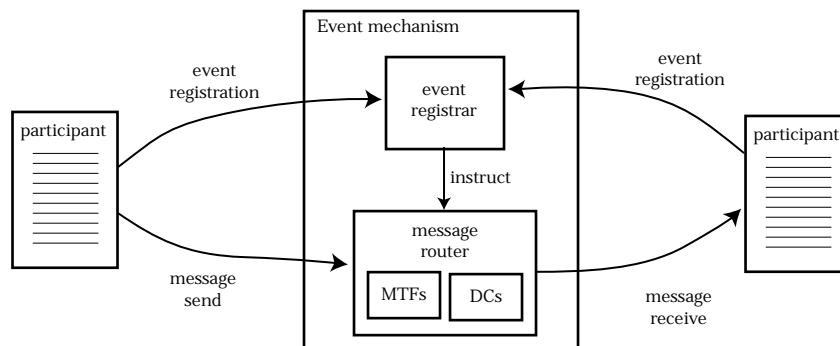 Event mechanism
event
registration
event
registrar
event
registration
participant
participant
instruct
message
router
MTFs
DCs
message
send
message
receive